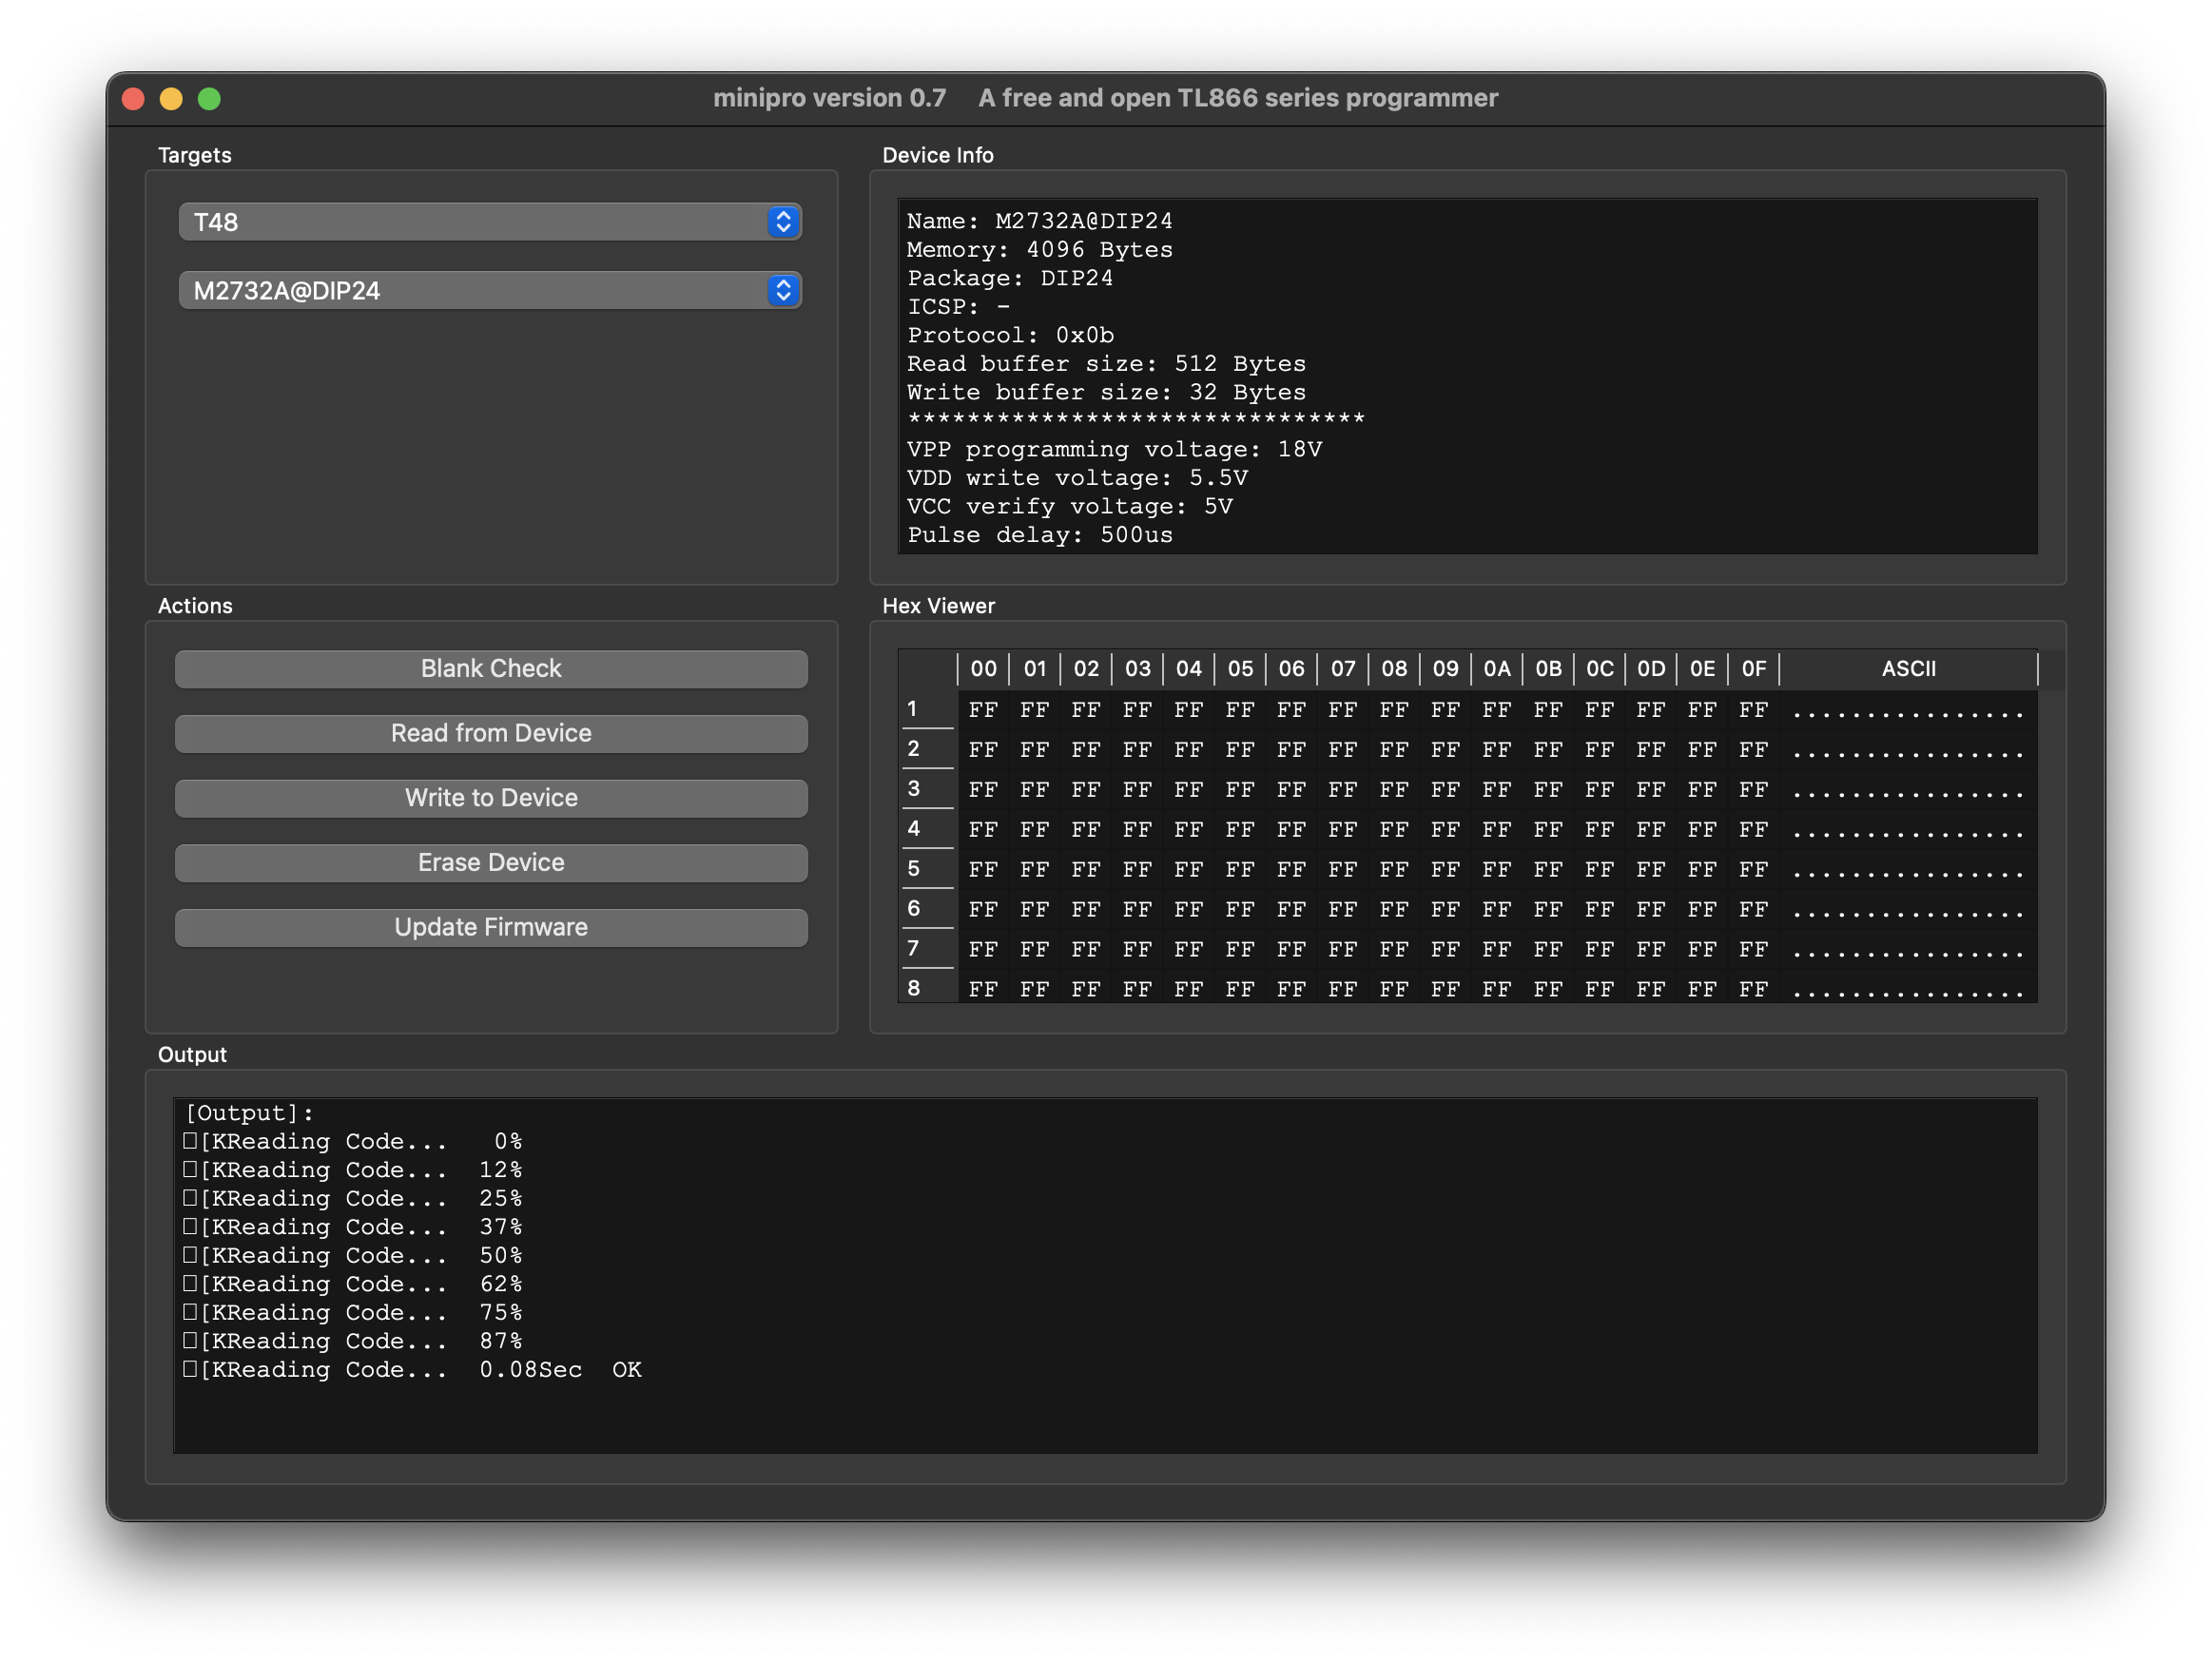 minipro version 0.7 A free and open TL866 series programmer
Targets
T48
M2732A@DIP24
Device Info
Name: M2732A@DIP24
Memory: 4096 Bytes
Package: DIP24
ICSP: -
Protocol: 0x0b
Read buffer size: 512 Bytes
Write buffer size: 32 Bytes
*******************************
VPP programming voltage: 18V
VDD write voltage: 5.5V
VCC verify voltage: 5V
Pulse delay: 500us
Actions
Blank Check
Read from Device
Write to Device
Erase Device
Update Firmware
Hex Viewer
00 01 02 03 04 05 06 07 08 09 0A 0B 0C 0D 0E 0F ASCII
1 FF FF FF FF FF FF FF FF FF FF FF FF FF FF FF FF ................
2 FF FF FF FF FF FF FF FF FF FF FF FF FF FF FF FF ................
3 FF FF FF FF FF FF FF FF FF FF FF FF FF FF FF FF ................
4 FF FF FF FF FF FF FF FF FF FF FF FF FF FF FF FF ................
5 FF FF FF FF FF FF FF FF FF FF FF FF FF FF FF FF ................
6 FF FF FF FF FF FF FF FF FF FF FF FF FF FF FF FF ................
7 FF FF FF FF FF FF FF FF FF FF FF FF FF FF FF FF ................
8 FF FF FF FF FF FF FF FF FF FF FF FF FF FF FF FF ................
Output
[Output]:
□[KReading Code... 0%
□[KReading Code... 12%
□[KReading Code... 25%
□[KReading Code... 37%
□[KReading Code... 50%
□[KReading Code... 62%
□[KReading Code... 75%
□[KReading Code... 87%
□[KReading Code... 0.08Sec OK